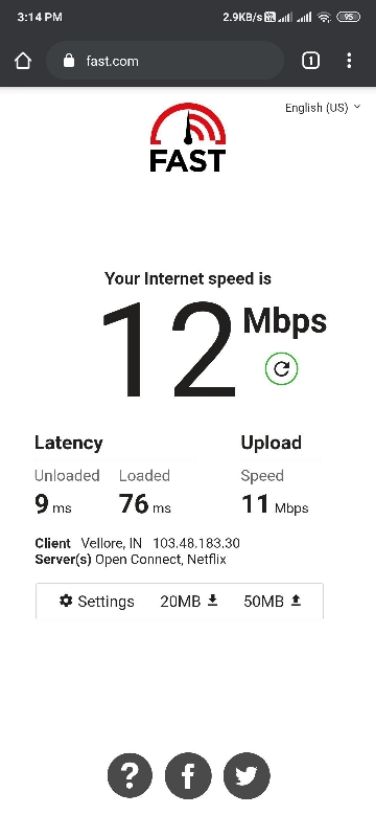 3:14 PM 2.9KB/s 95
fast.com 1
English (US)
FAST
Your Internet speed is
12 Mbps
Latency Upload
Unloaded Loaded Speed
9 ms 76 ms 11 Mbps
Client Vellore, IN 103.48.183.30
Server(s) Open Connect, Netflix
Settings 20MB 50MB
?
f